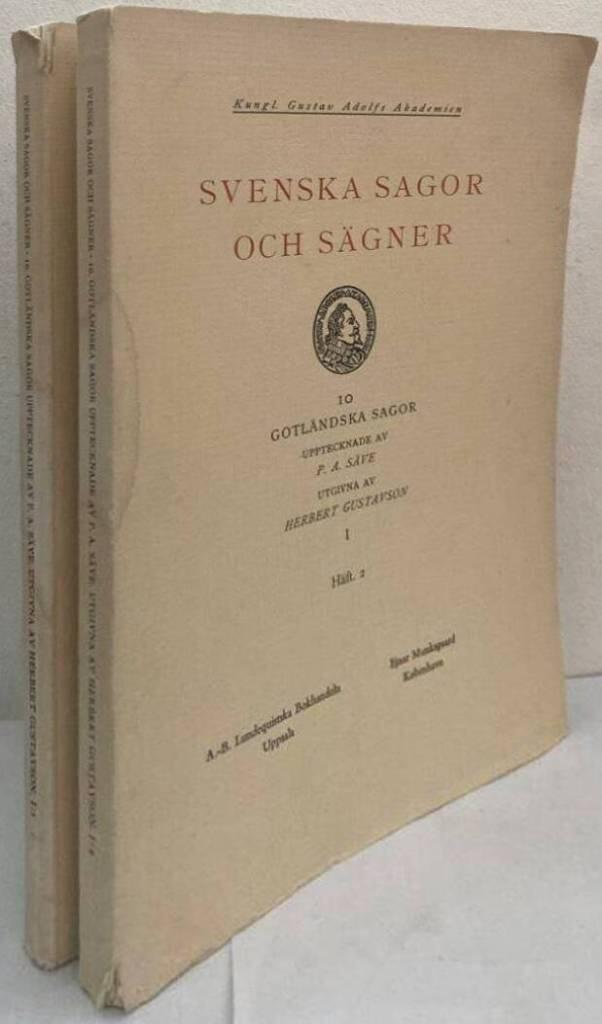 Kungl. Gustav Adolfs Akademien
SVENSKA SAGOR
OCH SÄGNER
10
GOTLÄNDSKA SAGOR
UPPTECKNADE AV
P. A. SÄVE
UTGIVNA AV
HERBERT GUSTAVSON
I
Häft. 2
A.-B. Lundequistska Bokhandeln
Uppsala
Ejnar Munksgaard
København
SVENSKA SAGOR OCH SÄGNER · 10. GOTLÄNDSKA SAGOR UPPTECKNADE AV P. A. SÄVE. UTGIVNA AV HERBERT GUSTAVSON. I:2
SVENSKA SAGOR OCH SÄGNER · 10. GOTLÄNDSKA SAGOR UPPTECKNADE AV P. A. SÄVE. UTGIVNA AV HERBERT GUSTAVSON. I:1